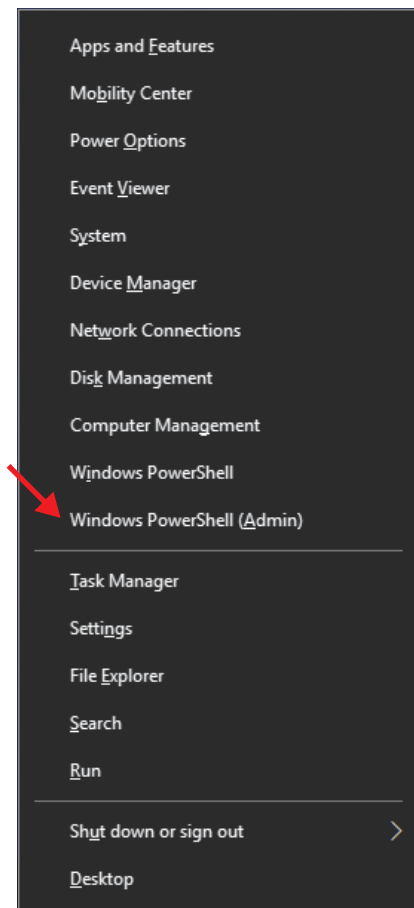 Apps and Features
Mobility Center
Power Options
Event Viewer
System
Device Manager
Network Connections
Disk Management
Computer Management
Windows PowerShell
Windows PowerShell (Admin)
Task Manager
Settings
File Explorer
Search
Run
Shut down or sign out
Desktop